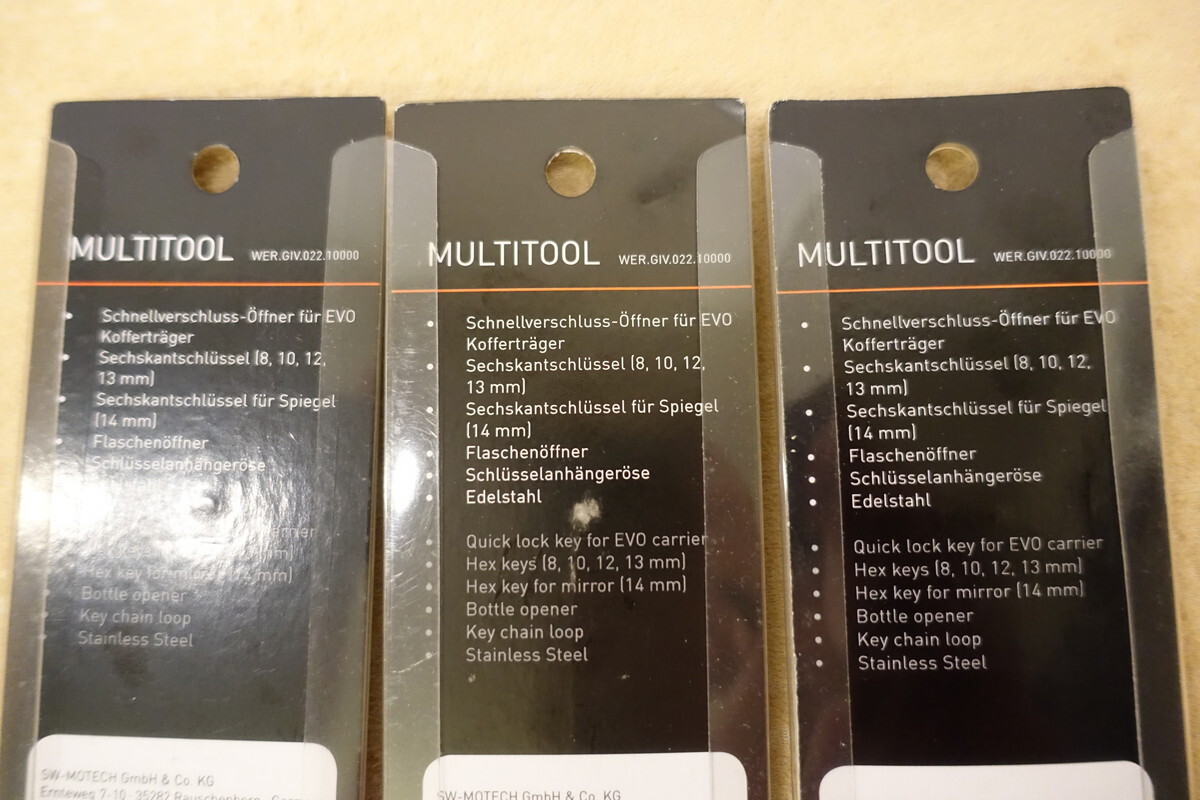 MULTITOOL WER.GIV.022.10000
• Schnellverschluss-Öffner für EVO
Kofferträger
• Sechskantschlüssel (8, 10, 12,
13 mm)
• Sechskantschlüssel für Spiegel
(14 mm)
• Flaschenöffner
Schlüsselanhängeröse
carrier
mm)
Hex key for mirror (14 mm)
Bottle opener
Key chain loop
Stainless Steel
SW-MOTECH GmbH & Co. KG
Ernteweg 7-10 · 35282 Rauschenberg
MULTITOOL WER.GIV.022.10000
• Schnellverschluss-Öffner für EVO
Kofferträger
• Sechskantschlüssel (8, 10, 12,
13 mm)
• Sechskantschlüssel für Spiegel
(14 mm)
• Flaschenöffner
• Schlüsselanhängeröse
• Edelstahl
• Quick lock key for EVO carrier
• Hex keys (8, 10, 12, 13 mm)
• Hex key for mirror (14 mm)
• Bottle opener
• Key chain loop
• Stainless Steel
SW-MOTECH GmbH & Co. KG
MULTITOOL WER.GIV.022.10000
• Schnellverschluss-Öffner für EVO
Kofferträger
• Sechskantschlüssel (8, 10, 12,
13 mm)
• Sechskantschlüssel für Spiegel
(14 mm)
• Flaschenöffner
• Schlüsselanhängeröse
• Edelstahl
• Quick lock key for EVO carrier
• Hex keys (8, 10, 12, 13 mm)
• Hex key for mirror (14 mm)
• Bottle opener
• Key chain loop
• Stainless Steel